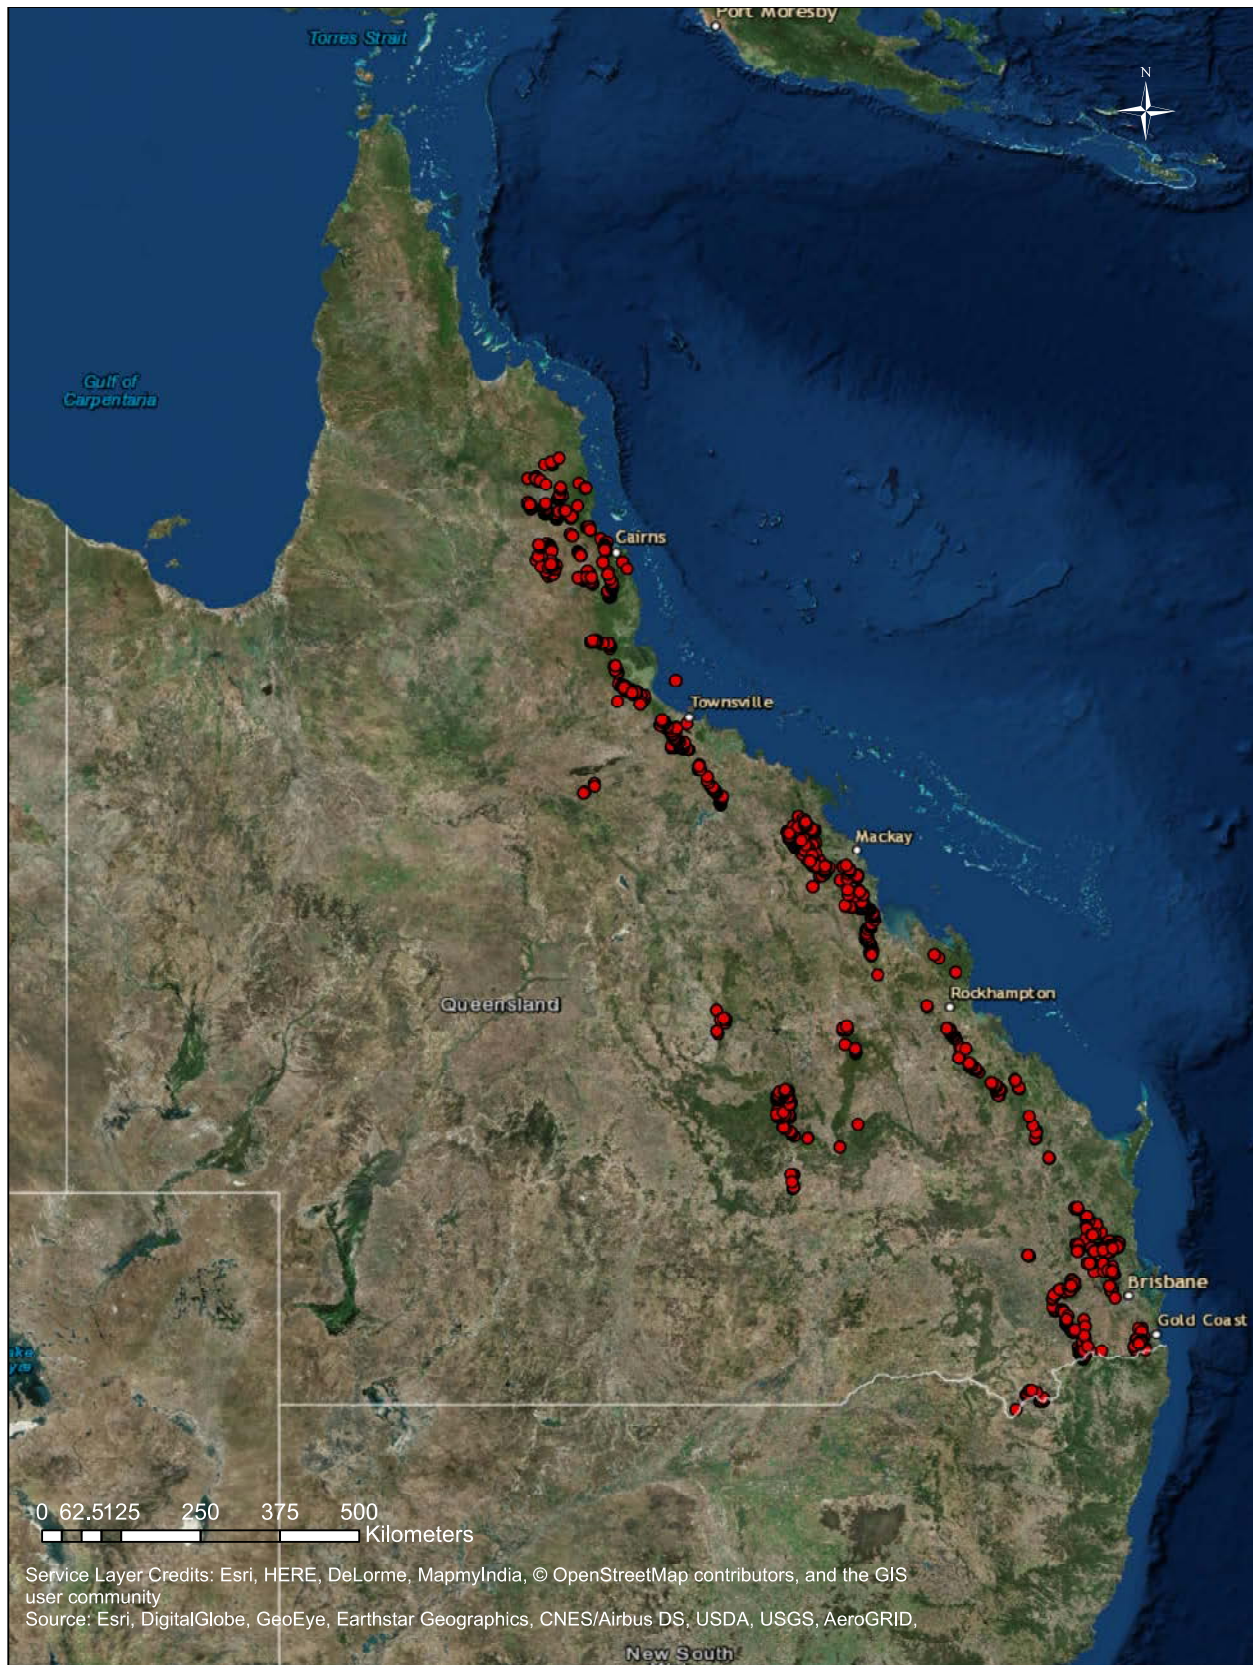 Port Moresby
Torres Strait
N
Gulf of
Carpentaria
Cairns
Townsville
Mackay
Queensland
Rockhampton
Brisbane
Gold Coast
0 62.5125 250 375 500
Kilometers
Service Layer Credits: Esri, HERE, DeLorme, MapmyIndia, © OpenStreetMap contributors, and the GIS
user community
Source: Esri, DigitalGlobe, GeoEye, Earthstar Geographics, CNES/Airbus DS, USDA, USGS, AeroGRID,
New South